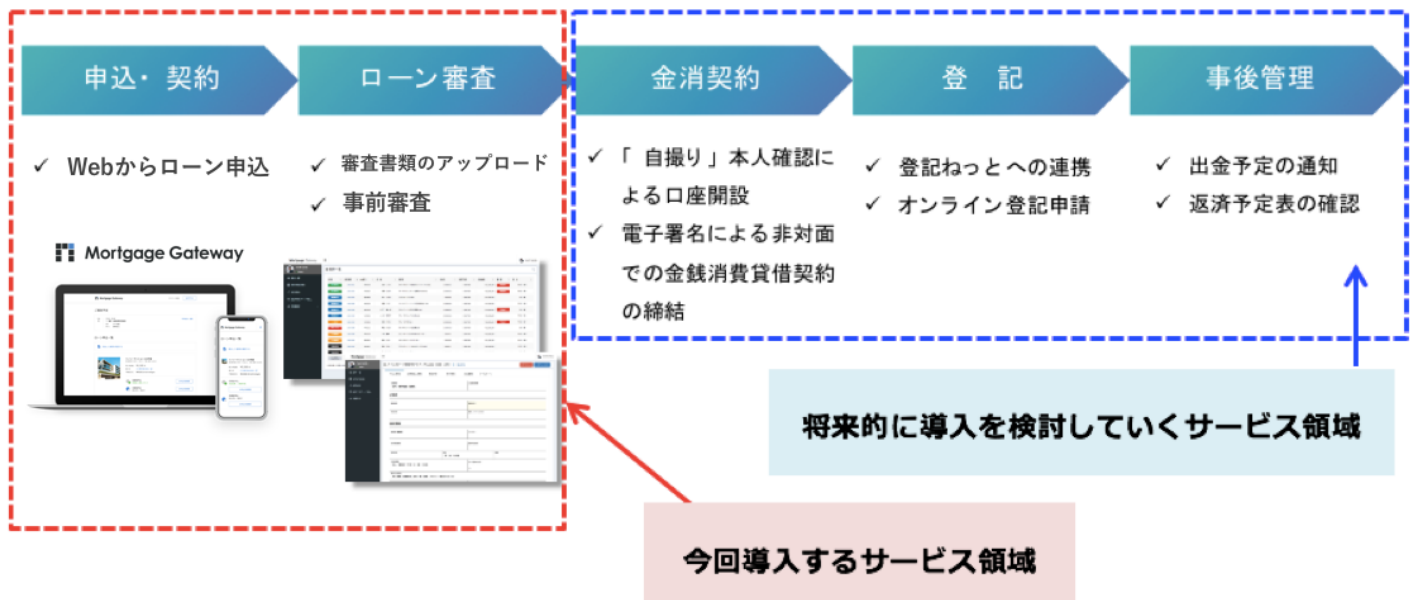 申込・契約
ローン審査
金消契約
登 記
事後管理
✓ Webからローン申込
✓ 審査書類のアップロード
✓ 事前審査
✓ 「 自撮り」本人確認に
よる口座開設
✓ 電子署名による非対面
での金銭消費貸借契約
の締結
✓ 登記ねっとへの連携
✓ オンライン登記申請
✓ 出金予定の通知
✓ 返済予定表の確認
Mortgage Gateway
将来的に導入を検討していくサービス領域
今回導入するサービス領域